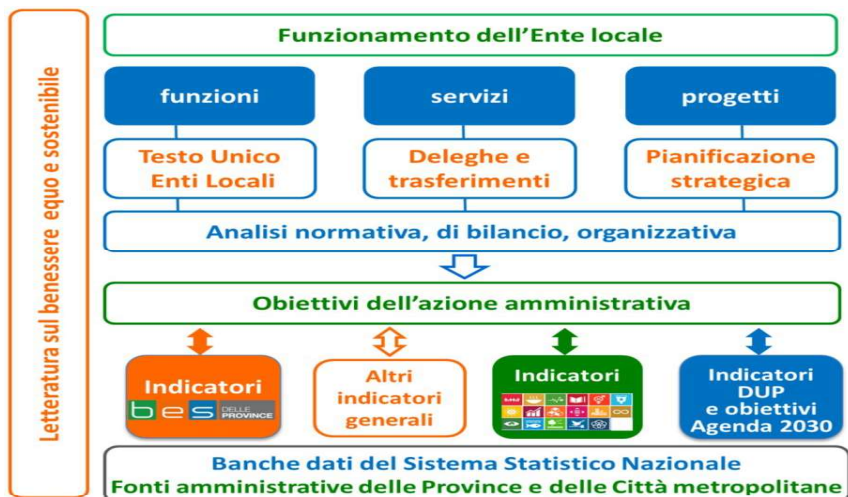 Letteratura sul benessere equo e sostenibile
Funzionamento dell'Ente locale
funzioni
servizi
progetti
Testo Unico
Enti Locali
Deleghe e
trasferimenti
Pianificazione
strategica
Analisi normativa, di bilancio, organizzativa
Obiettivi dell'azione amministrativa
Indicatori
bes DELLE
PROVINCE
Altri
indicatori
generali
Indicatori
Indicatori
DUP
e obiettivi
Agenda 2030
Banche dati del Sistema Statistico Nazionale
Fonti amministrative delle Province e delle Città metropolitane